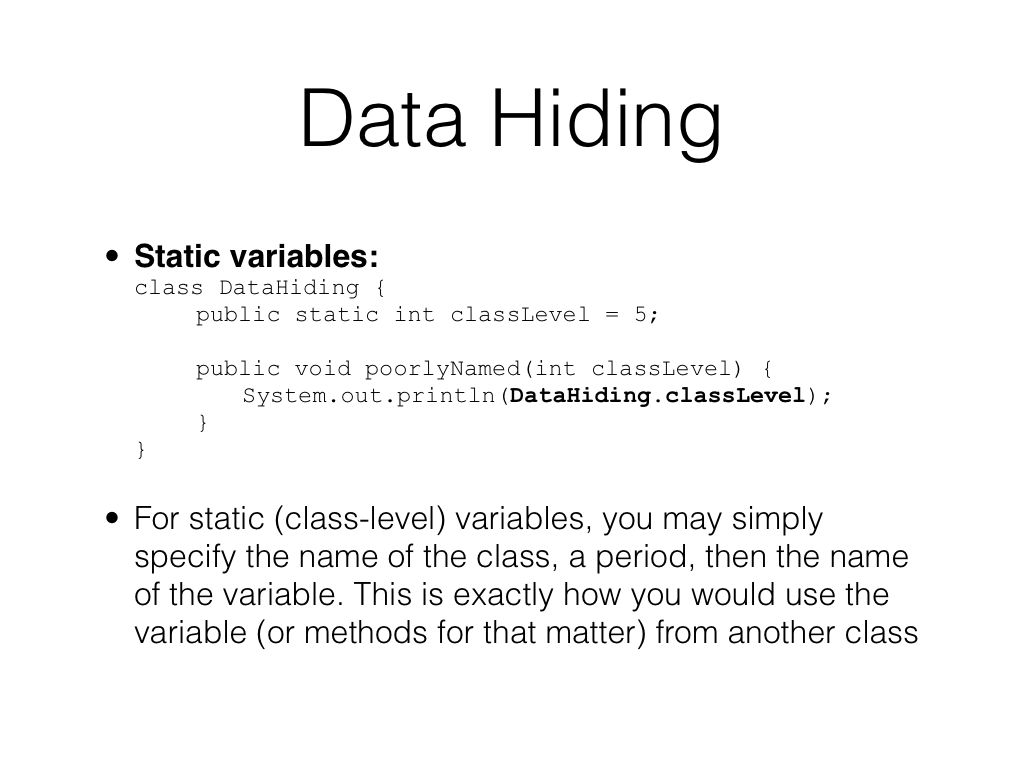 Data Hiding
• Static variables:
class DataHiding {
public static int classLevel = 5;
public void poorlyNamed(int classLevel) {
System.out.println(DataHiding.classLevel);
}
}
• For static (class-level) variables, you may simply
specify the name of the class, a period, then the name
of the variable. This is exactly how you would use the
variable (or methods for that matter) from another class